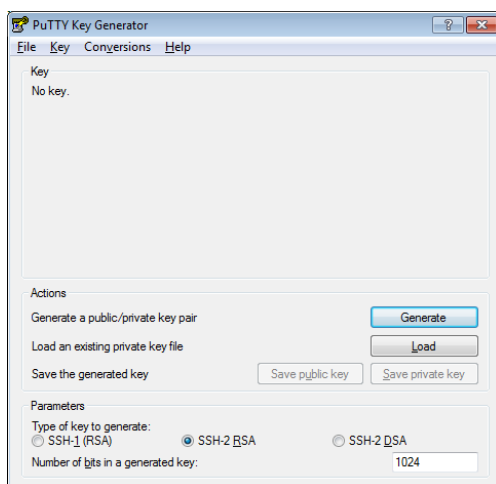 PuTTY Key Generator
File Key Conversions Help
Key
No key.
Actions
Generate a public/private key pair Generate
Load an existing private key file Load
Save the generated key Save public key Save private key
Parameters
Type of key to generate:
SSH-1 (RSA) SSH-2 RSA SSH-2 DSA
Number of bits in a generated key: 1024